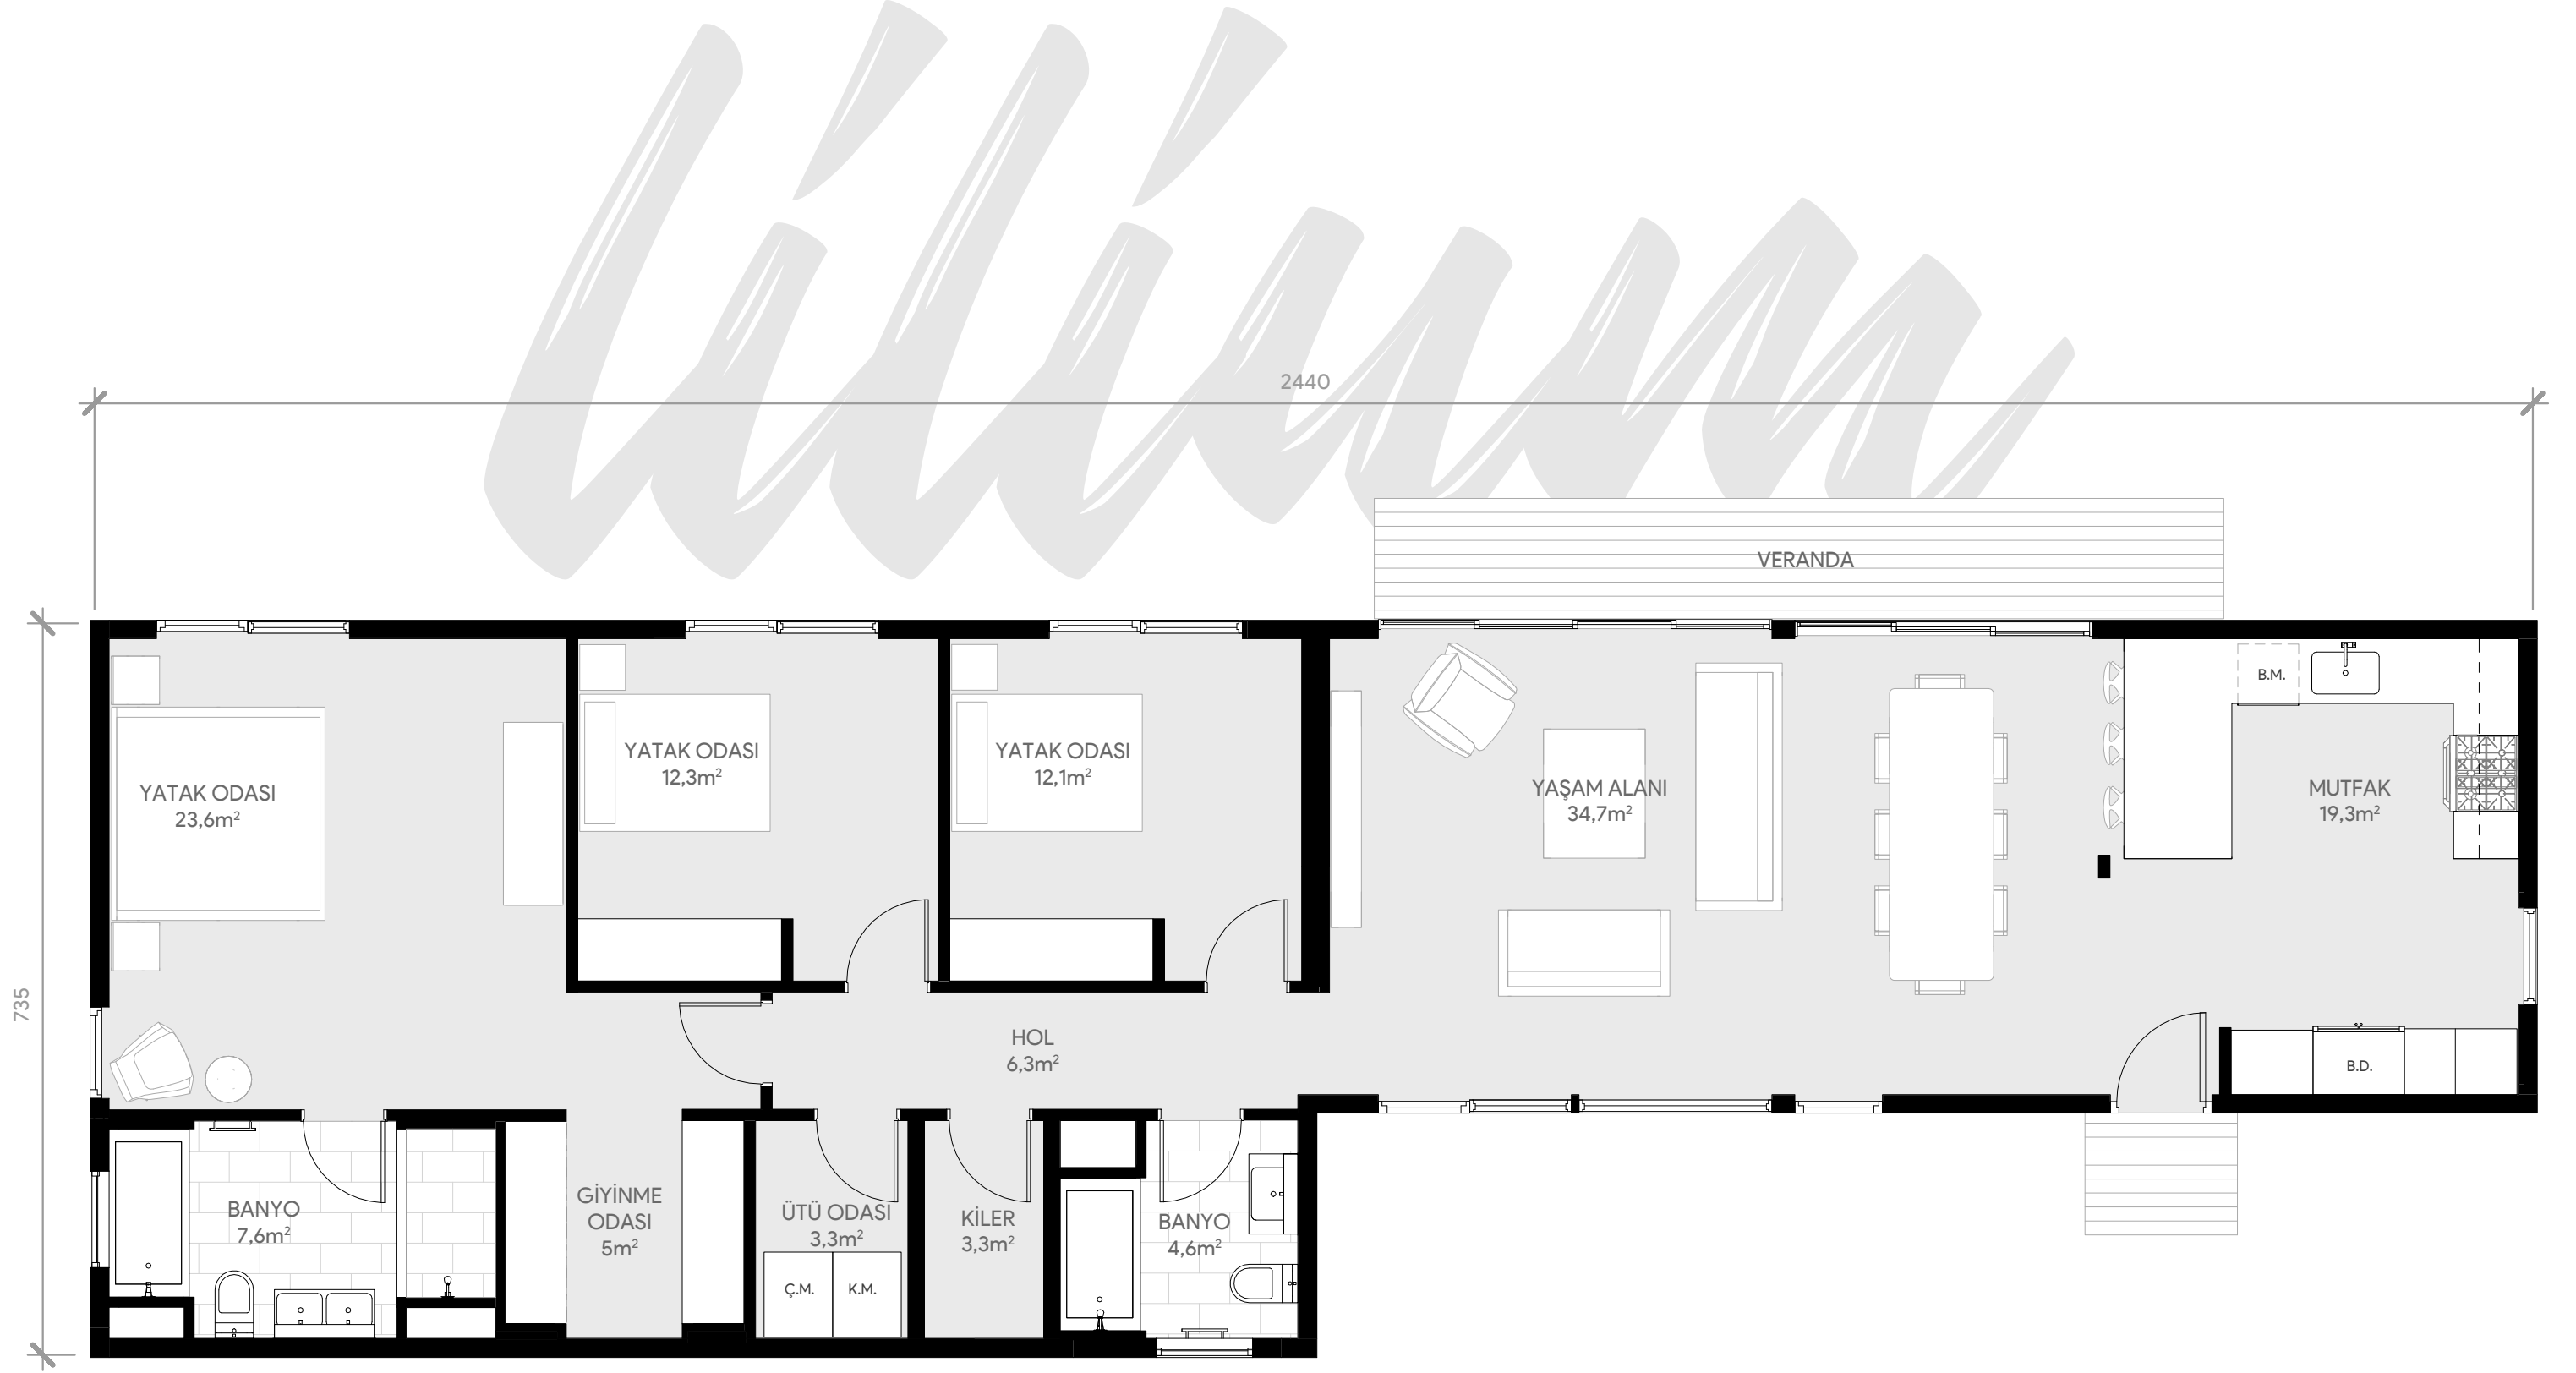 lilium
2440
VERANDA
735
YATAK ODASI
23,6m²
YATAK ODASI
12,3m²
YATAK ODASI
12,1m²
YAŞAM ALANI
34,7m²
B.M.
MUTFAK
19,3m²
HOL
6,3m²
B.D.
BANYO
7,6m²
GİYİNME
ODASI
5m²
ÜTÜ ODASI
3,3m²
Ç.M.
K.M.
KİLER
3,3m²
BANYO
4,6m²